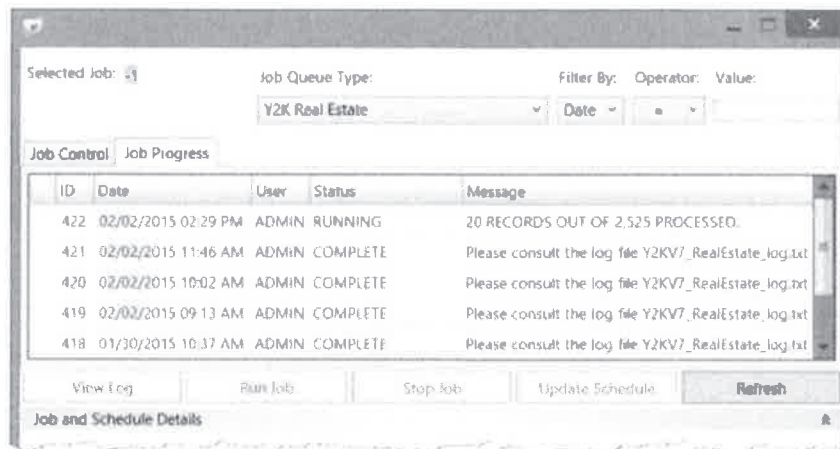 Selected Job: -1
Job Queue Type: Filter By: Operator: Value:
Y2K Real Estate Date =
Job Control Job Progress
ID Date User Status Message
422 02/02/2015 02:29 PM ADMIN RUNNING 20 RECORDS OUT OF 2,525 PROCESSED.
421 02/02/2015 11:46 AM ADMIN COMPLETE Please consult the log file Y2KV7_RealEstate_log.txt
420 02/02/2015 10:02 AM ADMIN COMPLETE Please consult the log file Y2KV7_RealEstate_log.txt
419 02/02/2015 09:13 AM ADMIN COMPLETE Please consult the log file Y2KV7_RealEstate_log.txt
418 01/30/2015 10:37 AM ADMIN COMPLETE Please consult the log file Y2KV7_RealEstate_log.txt
View Log Run Job Stop Job Update Schedule Refresh
Job and Schedule Details